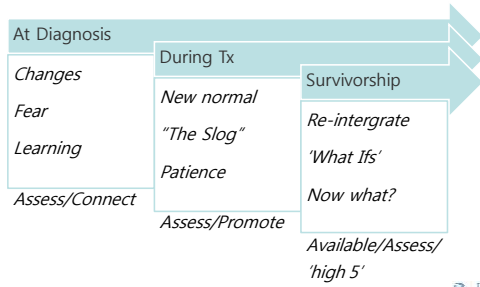 At Diagnosis
Changes
Fear
Learning
Assess/Connect
During Tx
New normal
“The Slog”
Patience
Assess/Promote
Survivorship
Re-intergrate
‘What Ifs’
Now what?
Available/Assess/
‘high 5’